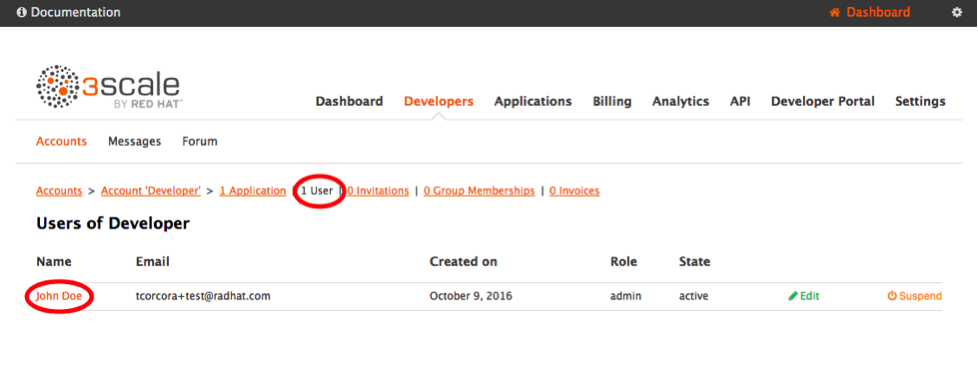 Documentation Dashboard
3scale
BY RED HAT
Dashboard Developers Applications Billing Analytics API Developer Portal Settings
Accounts Messages Forum
Accounts > Account 'Developer' > 1 Application | 1 User | 0 Invitations | 0 Group Memberships | 0 Invoices
Users of Developer
Name Email Created on Role State
John Doe tcorcora+test@radhat.com October 9, 2016 admin active Edit Suspend